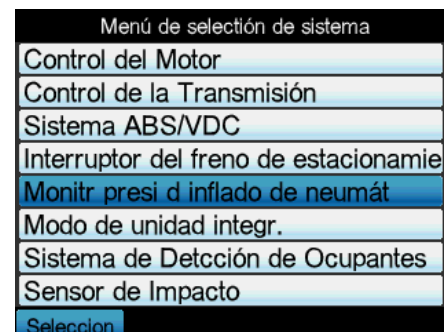 Menú de selectión de sistema
Control del Motor
Control de la Transmisión
Sistema ABS/VDC
Interruptor del freno de estacionamie
Monitr presi d inflado de neumát
Modo de unidad integr.
Sistema de Detcción de Ocupantes
Sensor de Impacto
Seleccion